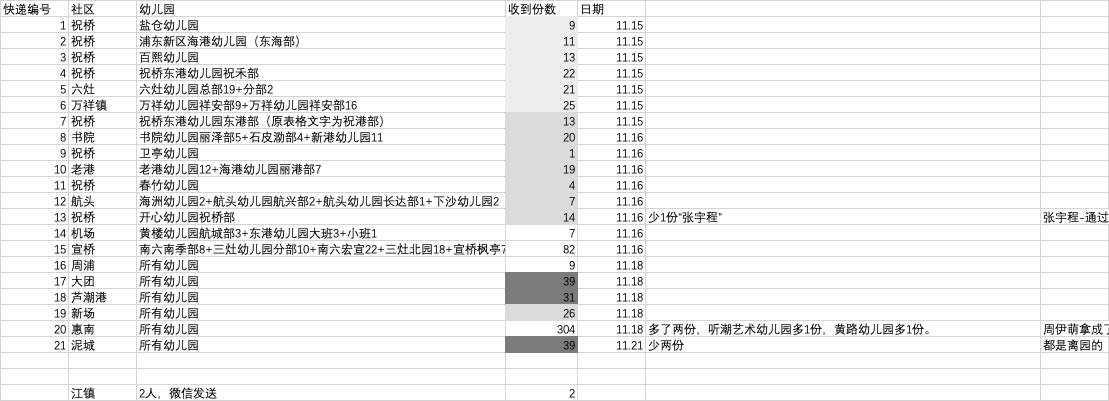 快递编号 社区 幼儿园 收到份数 日期
1 祝桥 盐仓幼儿园 9 11.15
2 祝桥 浦东新区海港幼儿园（东海部） 11 11.15
3 祝桥 百熙幼儿园 13 11.15
4 祝桥 祝桥东港幼儿园祝禾部 22 11.15
5 六灶 六灶幼儿园总部19+分部2 21 11.15
6 万祥镇 万祥幼儿园祥安部9+万祥幼儿园祥安部16 25 11.15
7 祝桥 祝桥东港幼儿园东港部（原表格文字为祝港部） 13 11.15
8 书院 书院幼儿园丽泽部5+石皮泐部4+新港幼儿园11 20 11.16
9 祝桥 卫亭幼儿园 1 11.16
10 老港 老港幼儿园12+海港幼儿园丽港部7 19 11.16
11 祝桥 春竹幼儿园 4 11.16
12 航头 海洲幼儿园2+航头幼儿园航兴部2+航头幼儿园长达部1+下沙幼儿园2 7 11.16
13 祝桥 开心幼儿园祝桥部 14 11.16 少1份"张宇程" 张宇程-通过
14 机场 黄楼幼儿园航城部3+东港幼儿园大班3+小班1 7 11.16
15 宣桥 南六南季部8+三灶幼儿园分部10+南六宏宣22+三灶北园18+宣桥枫亭7 82 11.16
16 周浦 所有幼儿园 9 11.18
17 大团 所有幼儿园 39 11.18
18 芦潮港 所有幼儿园 31 11.18
19 新场 所有幼儿园 26 11.18
20 惠南 所有幼儿园 304 11.18 多了两份，听潮艺术幼儿园多1份，黄路幼儿园多1份。 周伊萌拿成了
21 泥城 所有幼儿园 39 11.21 少两份 都是离园的
江镇 2人，微信发送 2